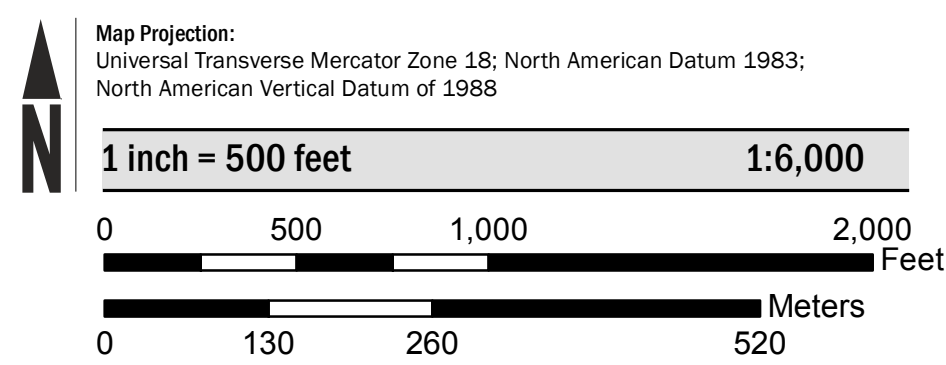 N
Map Projection:
Universal Transverse Mercator Zone 18; North American Datum 1983;
North American Vertical Datum of 1988
1 inch = 500 feet 1:6,000
0 500 1,000 2,000
Feet
Meters
0 130 260 520